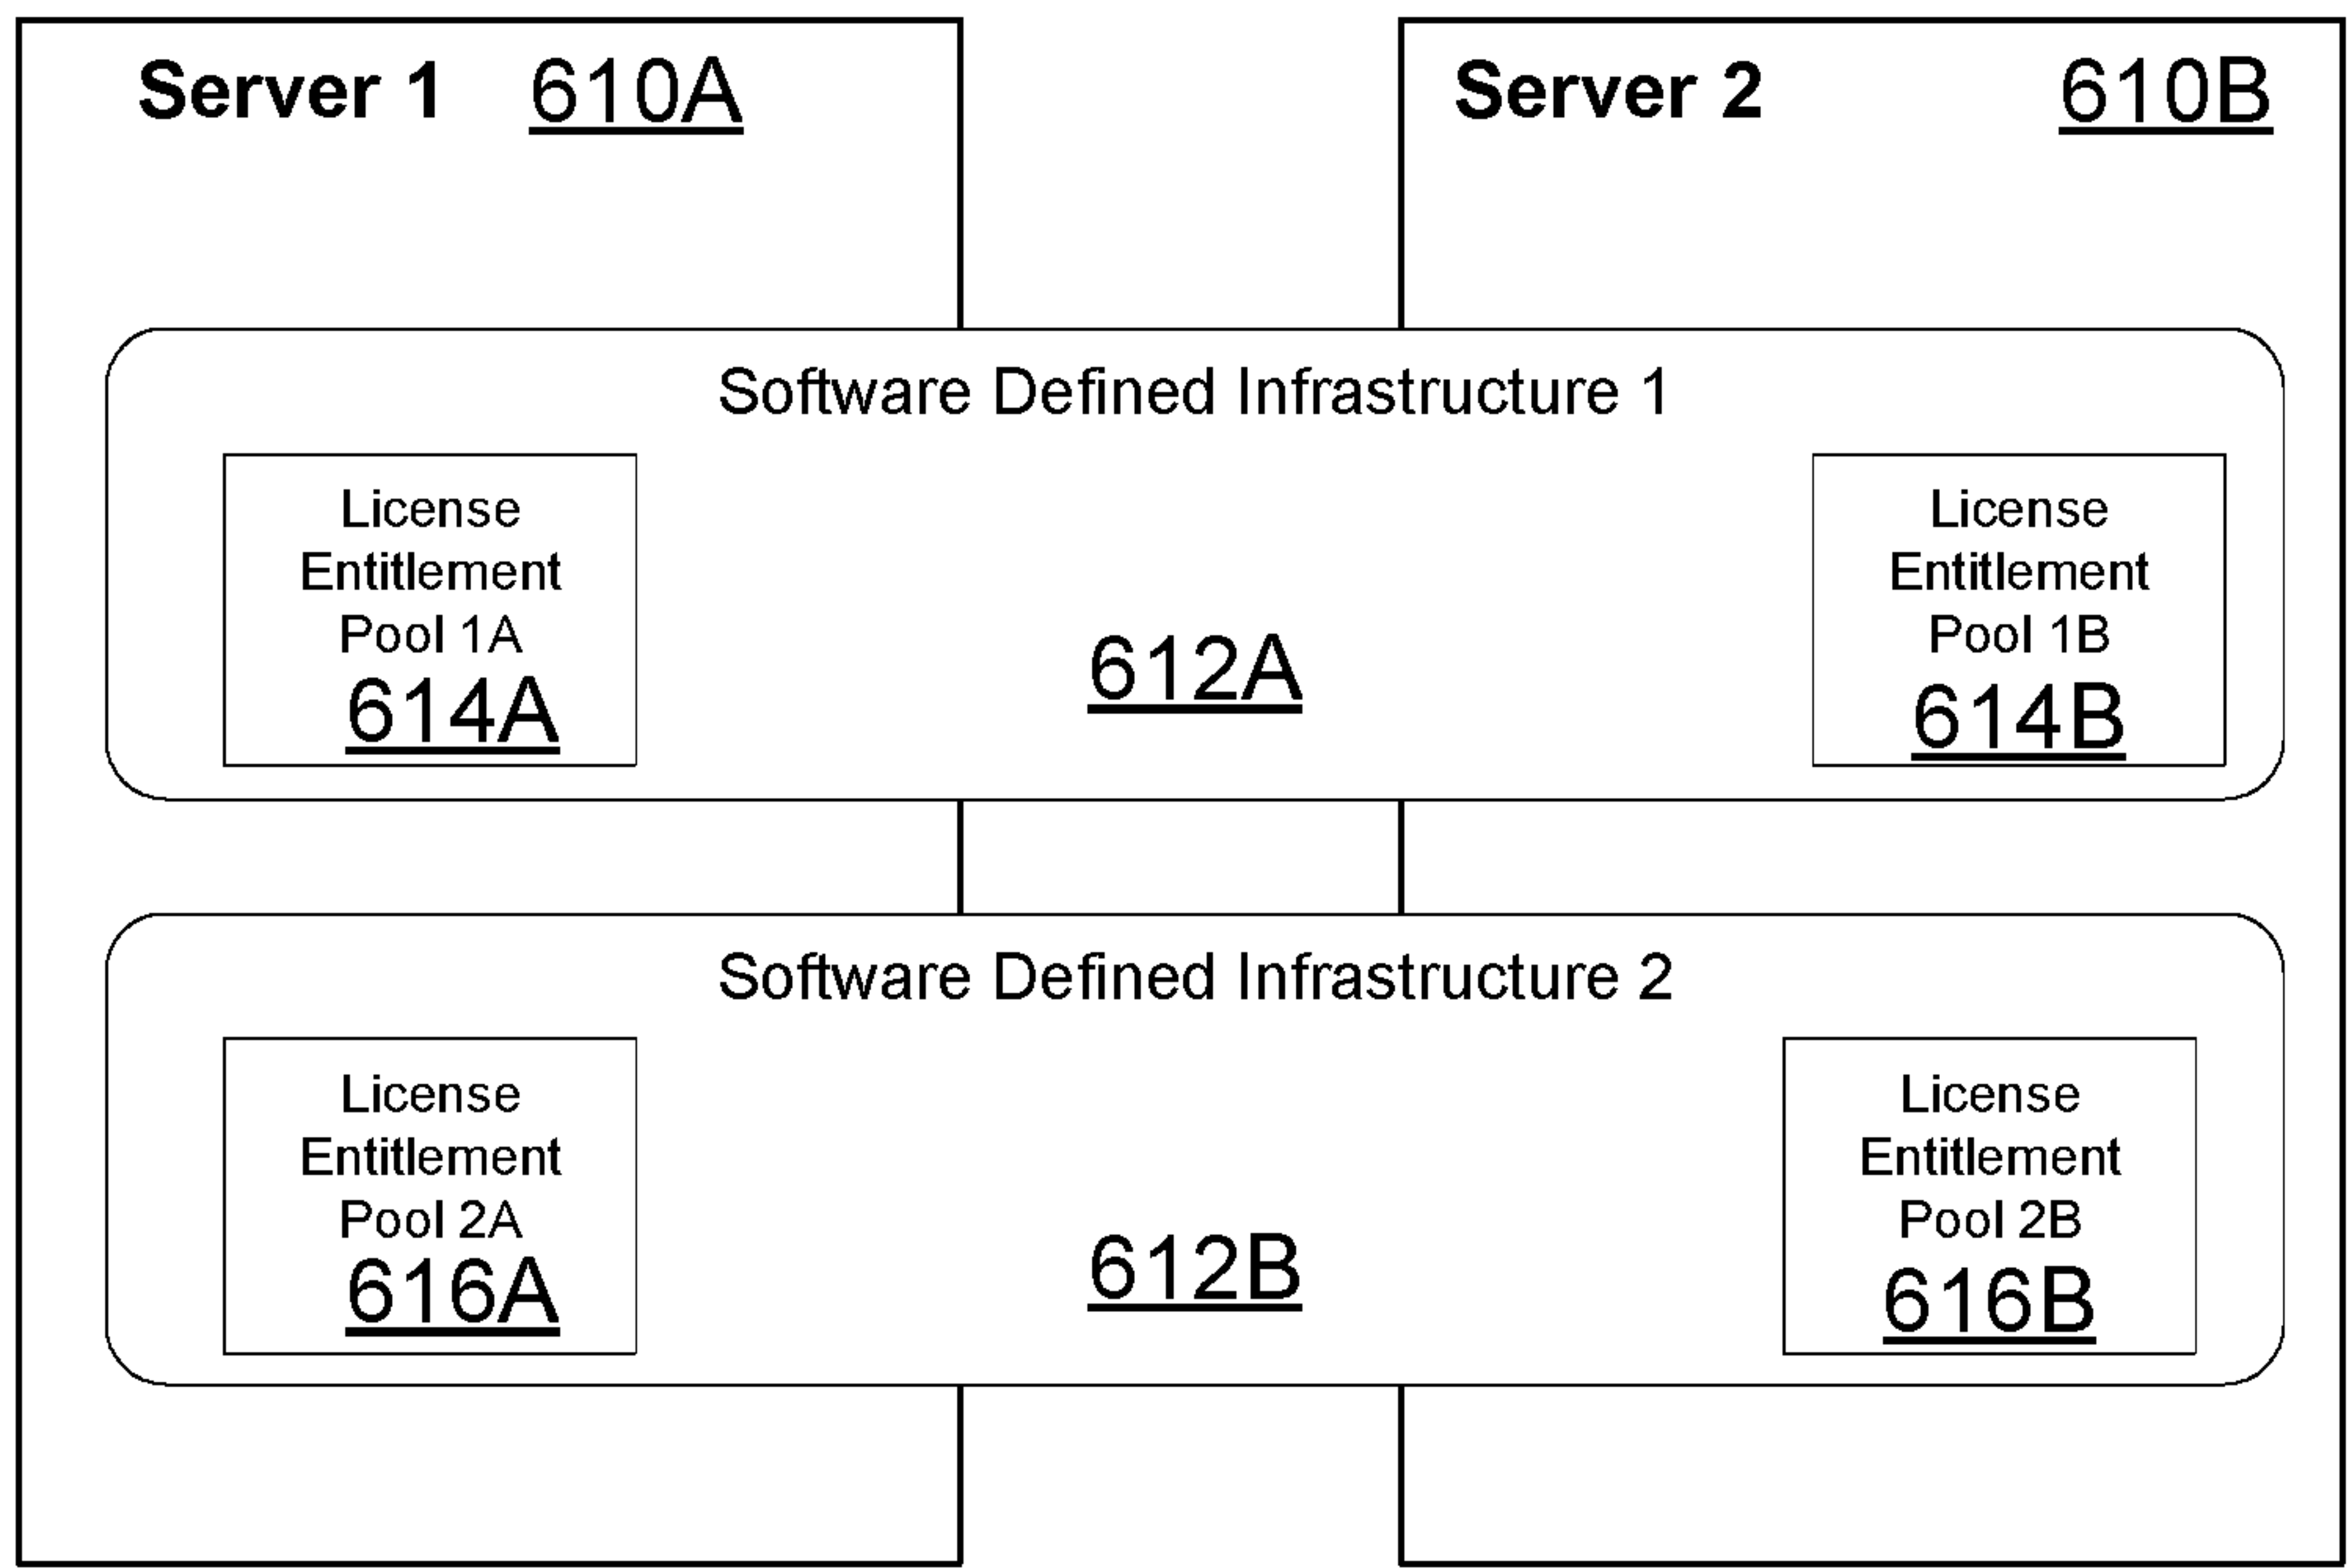 Server 1 610A
Server 2 610B
Software Defined Infrastructure 1
License
Entitlement
Pool 1A
614A
612A
License
Entitlement
Pool 1B
614B
Software Defined Infrastructure 2
License
Entitlement
Pool 2A
616A
612B
License
Entitlement
Pool 2B
616B